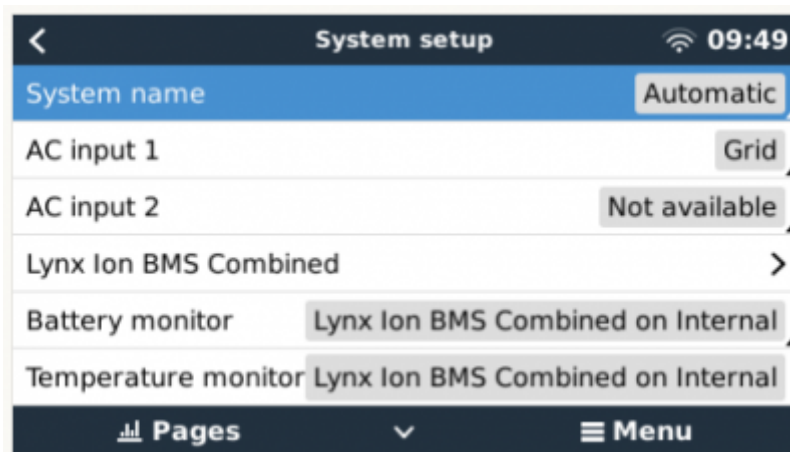 System setup 09:49
System name Automatic
AC input 1 Grid
AC input 2 Not available
Lynx Ion BMS Combined
Battery monitor Lynx Ion BMS Combined on Internal
Temperature monitor Lynx Ion BMS Combined on Internal
Pages Menu